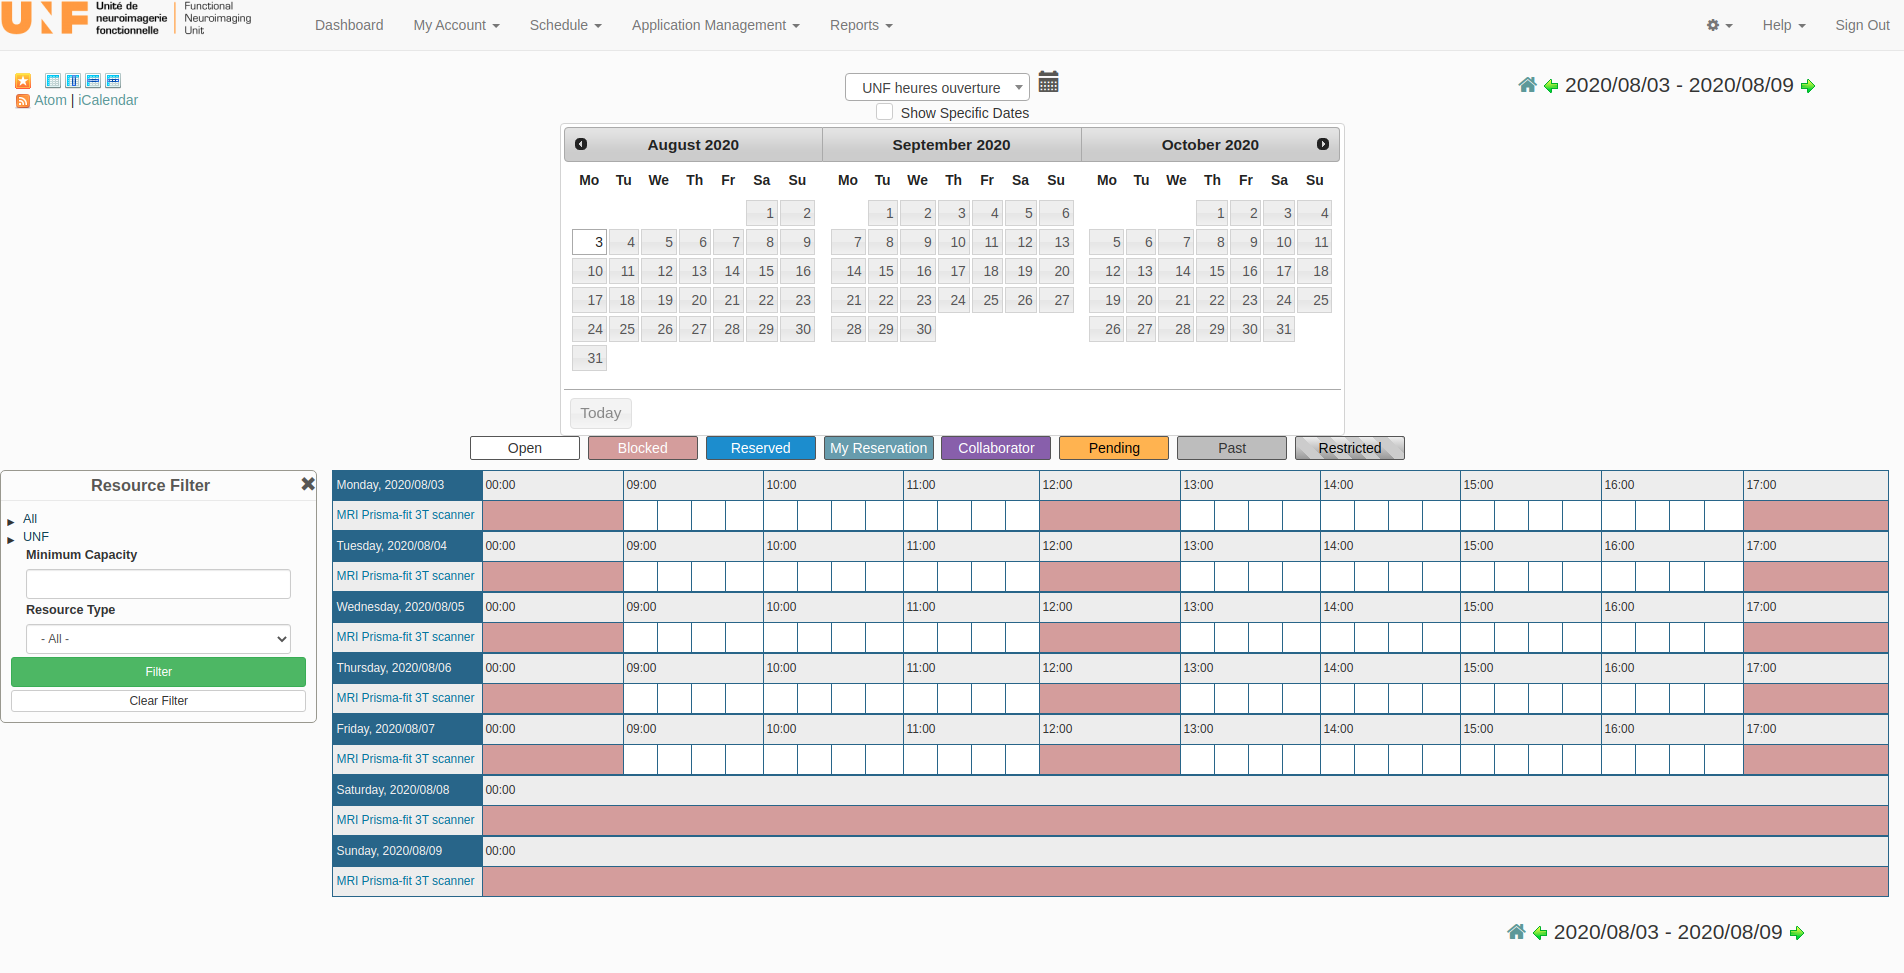 UNF Unité de neuroimagerie fonctionnelle Functional Neuroimaging Unit
Dashboard My Account Schedule Application Management Reports Help Sign Out
Atom | iCalendar
UNF heures ouverture
Show Specific Dates
2020/08/03 - 2020/08/09
August 2020
Mo Tu We Th Fr Sa Su
1 2
3 4 5 6 7 8 9
10 11 12 13 14 15 16
17 18 19 20 21 22 23
24 25 26 27 28 29 30
31
September 2020
Mo Tu We Th Fr Sa Su
1 2 3 4 5 6
7 8 9 10 11 12 13
14 15 16 17 18 19 20
21 22 23 24 25 26 27
28 29 30
October 2020
Mo Tu We Th Fr Sa Su
1 2 3 4
5 6 7 8 9 10 11
12 13 14 15 16 17 18
19 20 21 22 23 24 25
26 27 28 29 30 31
Today
Open Blocked Reserved My Reservation Collaborator Pending Past Restricted
Resource Filter
All
UNF
Minimum Capacity
Resource Type
- All -
Filter
Clear Filter
Monday, 2020/08/03 00:00 09:00 10:00 11:00 12:00 13:00 14:00 15:00 16:00 17:00
MRI Prisma-fit 3T scanner
Tuesday, 2020/08/04 00:00 09:00 10:00 11:00 12:00 13:00 14:00 15:00 16:00 17:00
MRI Prisma-fit 3T scanner
Wednesday, 2020/08/05 00:00 09:00 10:00 11:00 12:00 13:00 14:00 15:00 16:00 17:00
MRI Prisma-fit 3T scanner
Thursday, 2020/08/06 00:00 09:00 10:00 11:00 12:00 13:00 14:00 15:00 16:00 17:00
MRI Prisma-fit 3T scanner
Friday, 2020/08/07 00:00 09:00 10:00 11:00 12:00 13:00 14:00 15:00 16:00 17:00
MRI Prisma-fit 3T scanner
Saturday, 2020/08/08 00:00
MRI Prisma-fit 3T scanner
Sunday, 2020/08/09 00:00
MRI Prisma-fit 3T scanner
2020/08/03 - 2020/08/09